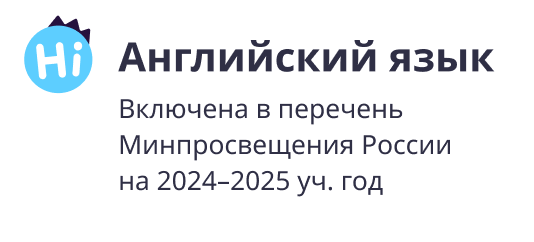 Hi
Английский язык
Включена в перечень
Минпросвещения России
на 2024–2025 уч. год